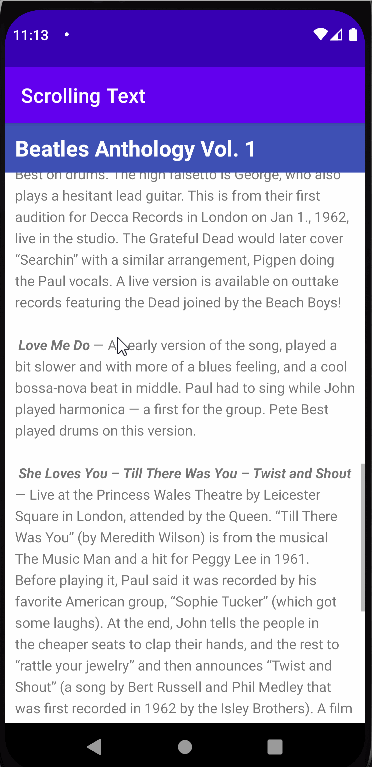 11:13
Scrolling Text
Beatles Anthology Vol. 1
Best on drums. The high falsetto is George, who also
plays a hesitant lead guitar. This is from their first
audition for Decca Records in London on Jan 1., 1962,
live in the studio. The Grateful Dead would later cover
“Searchin” with a similar arrangement, Pigpen doing
the Paul vocals. A live version is available on outtake
records featuring the Dead joined by the Beach Boys!
Love Me Do — An early version of the song, played a
bit slower and with more of a blues feeling, and a cool
bossa-nova beat in middle. Paul had to sing while John
played harmonica — a first for the group. Pete Best
played drums on this version.
She Loves You – Till There Was You – Twist and Shout
— Live at the Princess Wales Theatre by Leicester
Square in London, attended by the Queen. “Till There
Was You” (by Meredith Wilson) is from the musical
The Music Man and a hit for Peggy Lee in 1961.
Before playing it, Paul said it was recorded by his
favorite American group, “Sophie Tucker” (which got
some laughs). At the end, John tells the people in
the cheaper seats to clap their hands, and the rest to
“rattle your jewelry” and then announces “Twist and
Shout” (a song by Bert Russell and Phil Medley that
was first recorded in 1962 by the Isley Brothers). A film